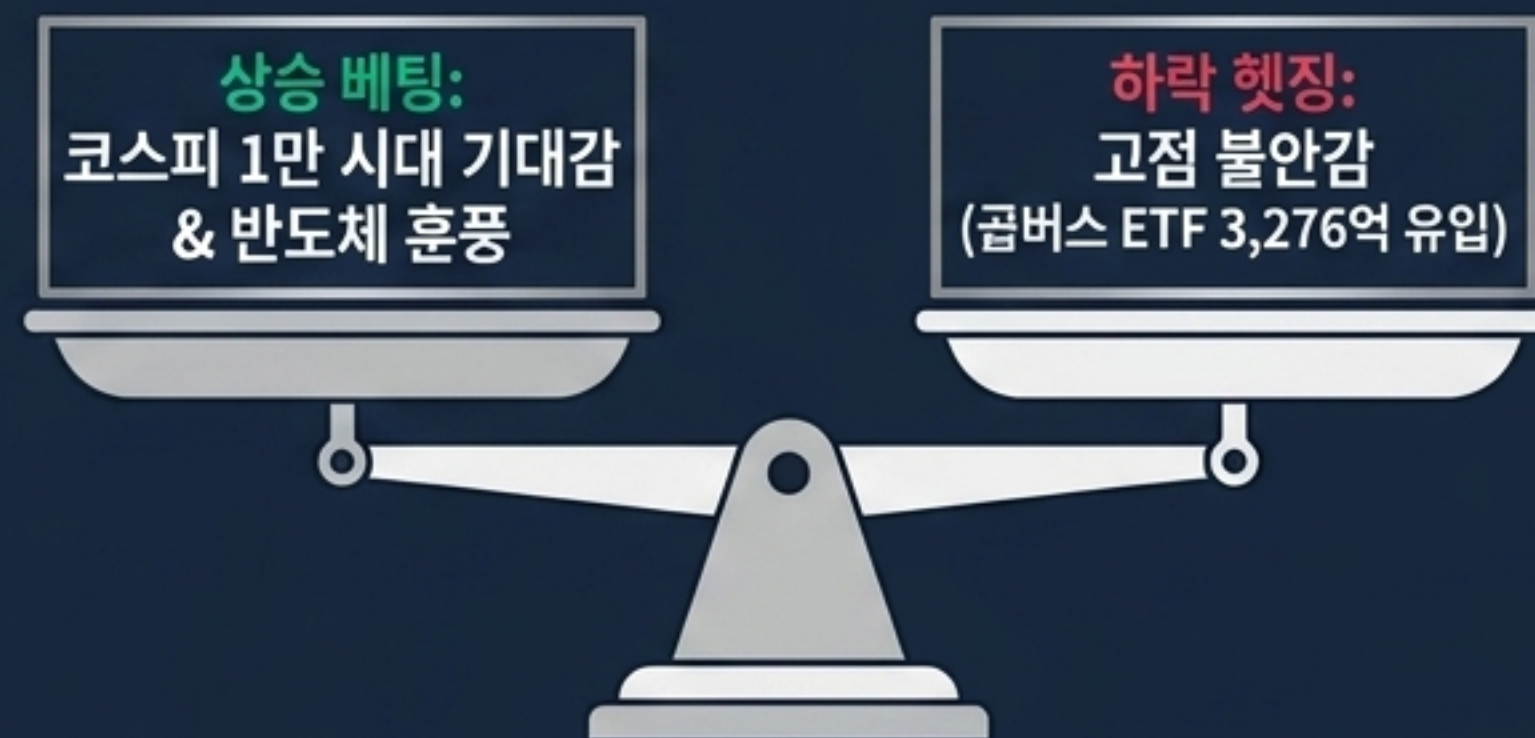 상승 베팅:
코스피 1만 시대 기대감
& 반도체 훈풍
하락 헷징:
고점 불안감
(곱버스 ETF 3,276억 유입)